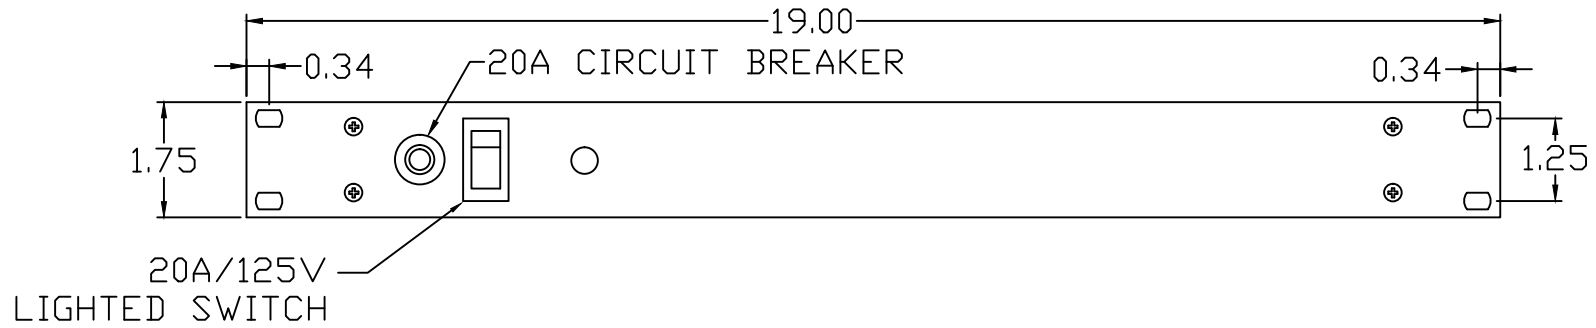 19.00
0.34
20A CIRCUIT BREAKER
0.34
1.75
1.25
20A/125V
LIGHTED SWITCH